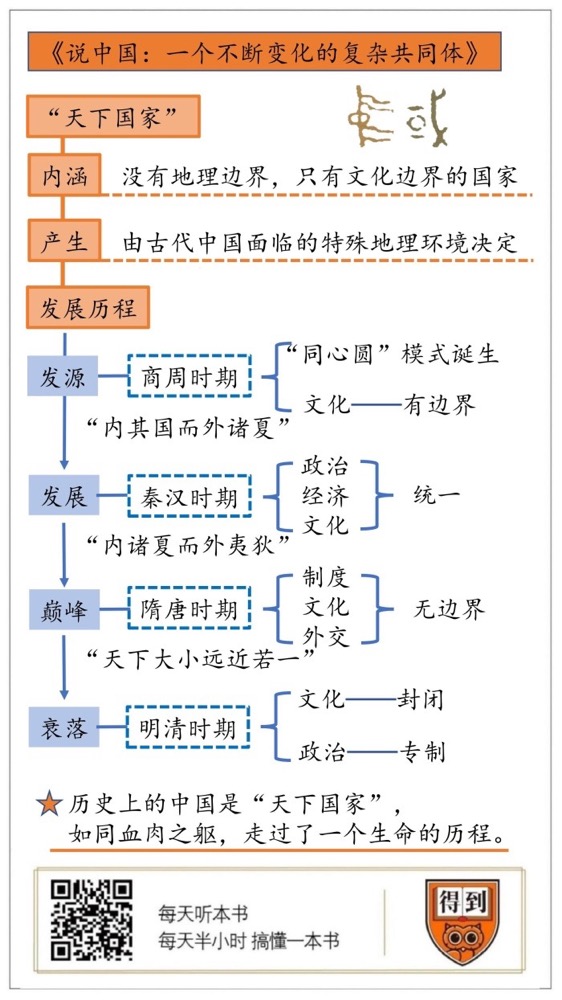 《说中国：一个不断变化的复杂共同体》
“天下国家”
内涵
没有地理边界，只有文化边界的国家
产生
由古代中国面临的特殊地理环境决定
发展历程
发源
商周时期
“同心圆”模式诞生
文化——有边界
“内其国而外诸夏”
发展
秦汉时期
政治
经济
文化
统一
“内诸夏而外夷狄”
巅峰
隋唐时期
制度
文化
外交
无边界
“天下大小远近若一”
衰落
明清时期
文化——封闭
政治——专制
历史上的中国是“天下国家”，
如同血肉之躯，走过了一个生命的历程。
每天听本书
每天半小时 搞懂一本书
得到